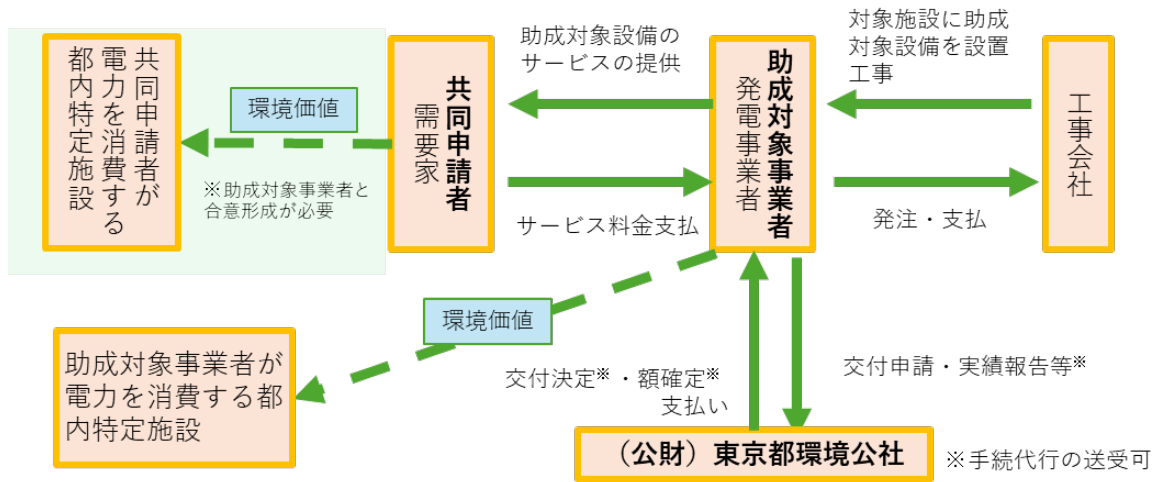 共同申請者が
電力を消費する
都内特定施設
環境価値
※助成対象事業者と
合意形成が必要
共同申請者
需要家
助成対象設備の
サービスの提供
サービス料金支払
助成対象事業者
発電事業者
対象施設に助成
対象設備を設置
工事
発注・支払
工事会社
環境価値
助成対象事業者が
電力を消費する都
内特定施設
交付決定※・額確定※
支払い
交付申請・実績報告等※
（公財）東京都環境公社
※手続代行の送受可